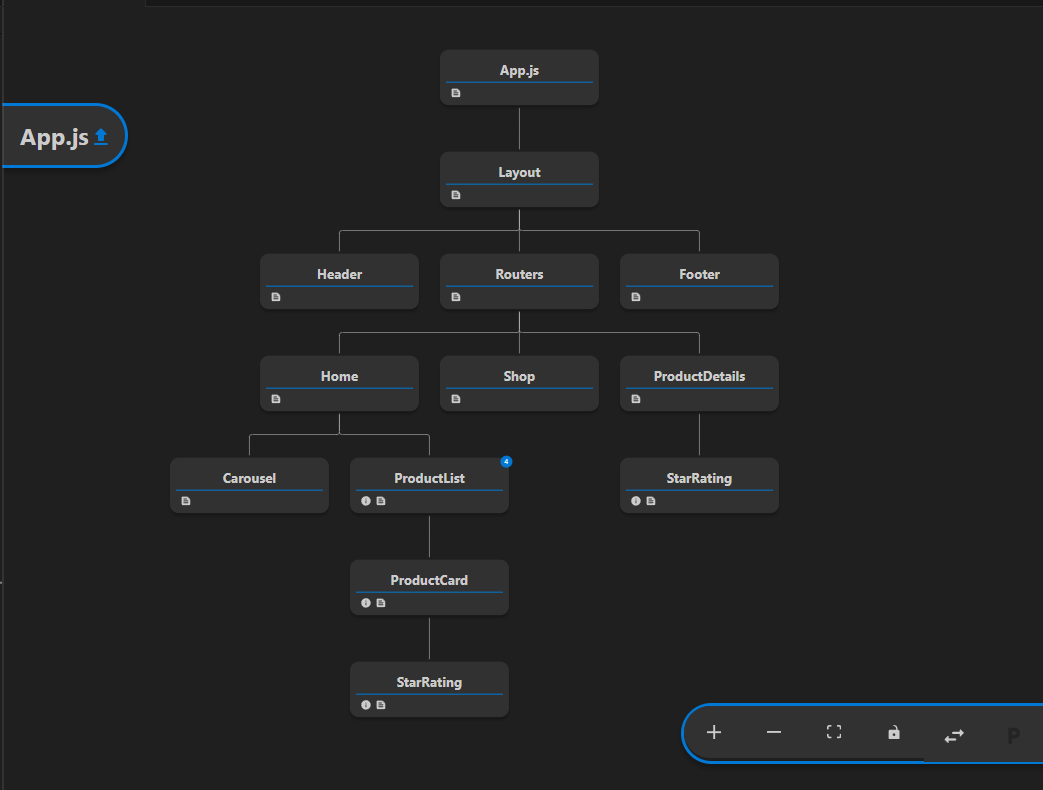 App.js
App.js
Layout
Header
Routers
Footer
Home
Shop
ProductDetails
Carousel
ProductList
4
StarRating
ProductCard
StarRating
P